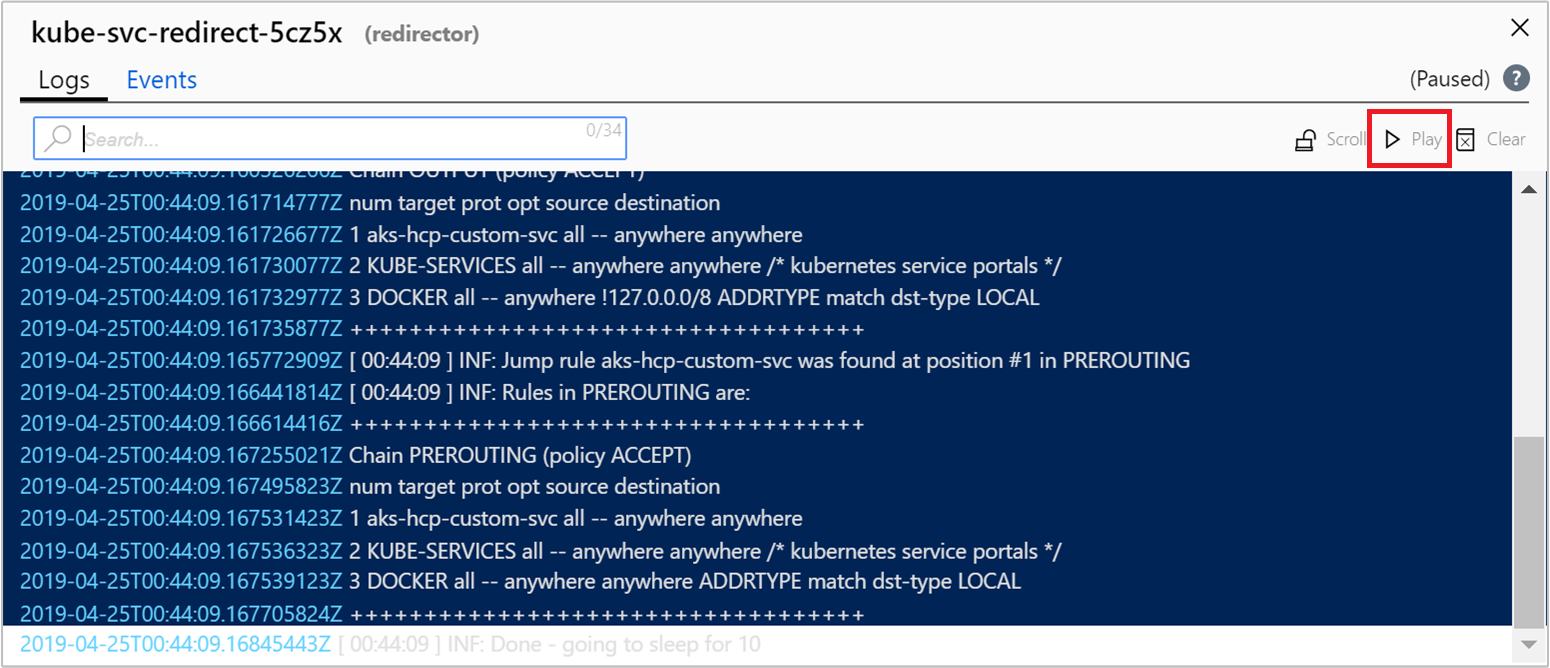 kube-svc-redirect-5cz5x (redirector)
Logs Events (Paused) ?
Search... 0/34 Scroll Play Clear
Chain OUTPUT (policy ACCEPT)
2019-04-25T00:44:09.161714777Z num target prot opt source destination
2019-04-25T00:44:09.161726677Z 1 aks-hcp-custom-svc all -- anywhere anywhere
2019-04-25T00:44:09.161730077Z 2 KUBE-SERVICES all -- anywhere anywhere /* kubernetes service portals */
2019-04-25T00:44:09.161732977Z 3 DOCKER all -- anywhere !127.0.0.0/8 ADDRTYPE match dst-type LOCAL
2019-04-25T00:44:09.161735877Z +++++++++++++++++++++++++++++++++++
2019-04-25T00:44:09.165772909Z [ 00:44:09 ] INF: Jump rule aks-hcp-custom-svc was found at position #1 in PREROUTING
2019-04-25T00:44:09.166441814Z [ 00:44:09 ] INF: Rules in PREROUTING are:
2019-04-25T00:44:09.166614416Z +++++++++++++++++++++++++++++++++++
2019-04-25T00:44:09.167255021Z Chain PREROUTING (policy ACCEPT)
2019-04-25T00:44:09.167495823Z num target prot opt source destination
2019-04-25T00:44:09.167531423Z 1 aks-hcp-custom-svc all -- anywhere anywhere
2019-04-25T00:44:09.167536323Z 2 KUBE-SERVICES all -- anywhere anywhere /* kubernetes service portals */
2019-04-25T00:44:09.167539123Z 3 DOCKER all -- anywhere anywhere ADDRTYPE match dst-type LOCAL
2019-04-25T00:44:09.167705824Z +++++++++++++++++++++++++++++++++++
2019-04-25T00:44:09.16845443Z [ 00:44:09 ] INF: Done - going to sleep for 10